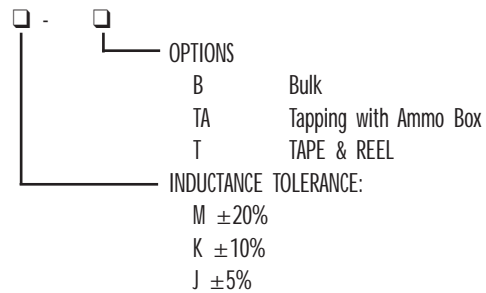 ❏ - ❏
OPTIONS
B Bulk
TA Tapping with Ammo Box
T TAPE & REEL
INDUCTANCE TOLERANCE:
M ±20%
K ±10%
J ±5%